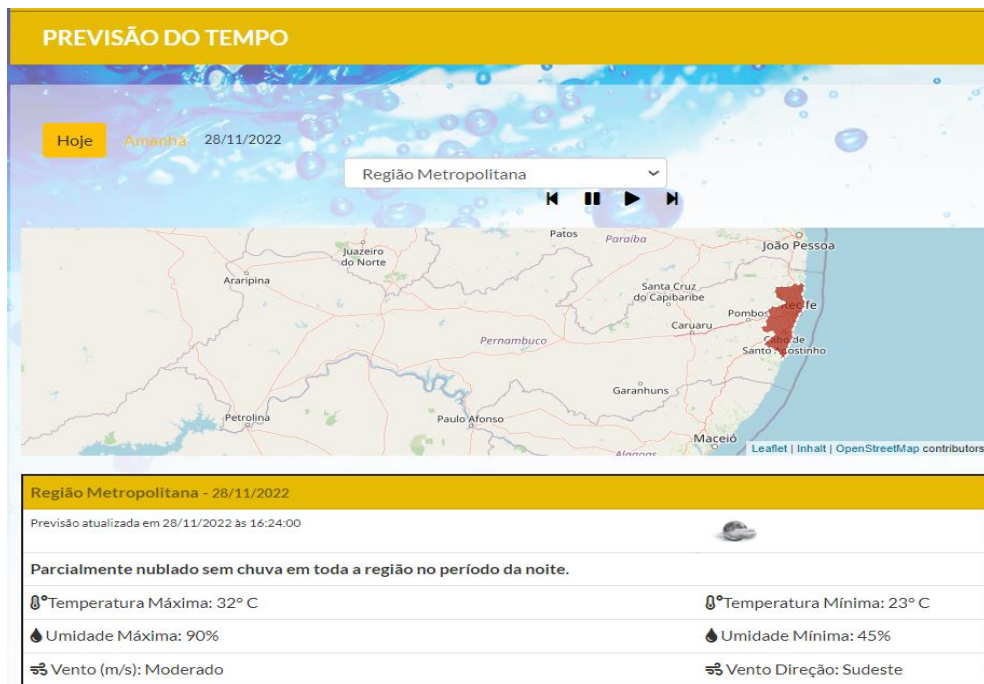 PREVISÃO DO TEMPO
Hoje Amanhã 28/11/2022
Região Metropolitana
Patos Paraíba João Pessoa
Juazeiro
do Norte
Araripina
Santa Cruz
do Capibaribe
Recife
Pombos
Caruaru
Pernambuco
Cabo de
Santo Agostinho
Garanhuns
Petrolina
Paulo Afonso
Maceió
Alagoas
Leaflet | Inhalt | OpenStreetMap contributors
Região Metropolitana - 28/11/2022
Previsão atualizada em 28/11/2022 às 16:24:00
Parcialmente nublado sem chuva em toda a região no período da noite.
Temperatura Máxima: 32° C Temperatura Mínima: 23° C
Umidade Máxima: 90% Umidade Mínima: 45%
Vento (m/s): Moderado Vento Direção: Sudeste